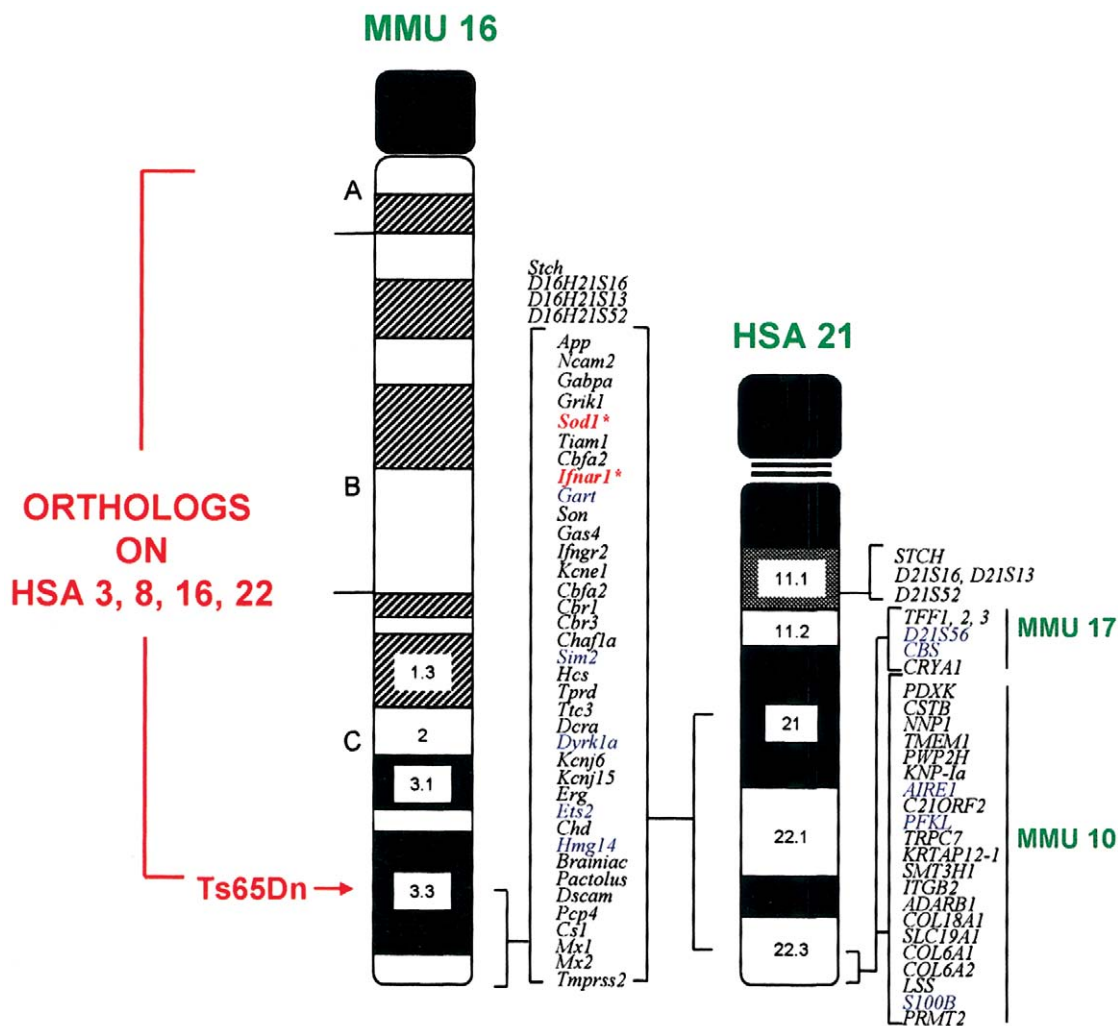 MMU 16
A
B
C
1.3
2
3.1
3.3
ORTHOLOGS
ON
HSA 3, 8, 16, 22
Ts65Dn
Stch
D16H21S16
D16H21S13
D16H21S52
App
Ncam2
Gabpa
Grik1
Sod1*
Tiam1
Cbfa2
Ifnar1*
Gart
Son
Gas4
Ifngr2
Kcne1
Cbfa2
Cbr1
Cbr3
Chaf1a
Sim2
Hcs
Tprd
Ttc3
Dcra
Dyrk1a
Kcnj6
Kcnj15
Erg
Ets2
Chd
Hmg14
Brainiac
Pactolus
Dscam
Pcp4
Cs1
Mx1
Mx2
Tmprss2
HSA 21
11.1
11.2
21
22.1
22.3
STCH
D21S16, D21S13
D21S52
TFF1, 2, 3
D21S56
CBS
CRYA1
MMU 17
PDXK
CSTB
NNP1
TMEM1
PWP2H
KNP-Ia
AIRE1
C21ORF2
PFKL
TRPC7
KRTAP12-1
SMT3H1
ITGB2
ADARB1
COL18A1
SLC19A1
COL6A1
COL6A2
LSS
S100B
PRMT2
MMU 10